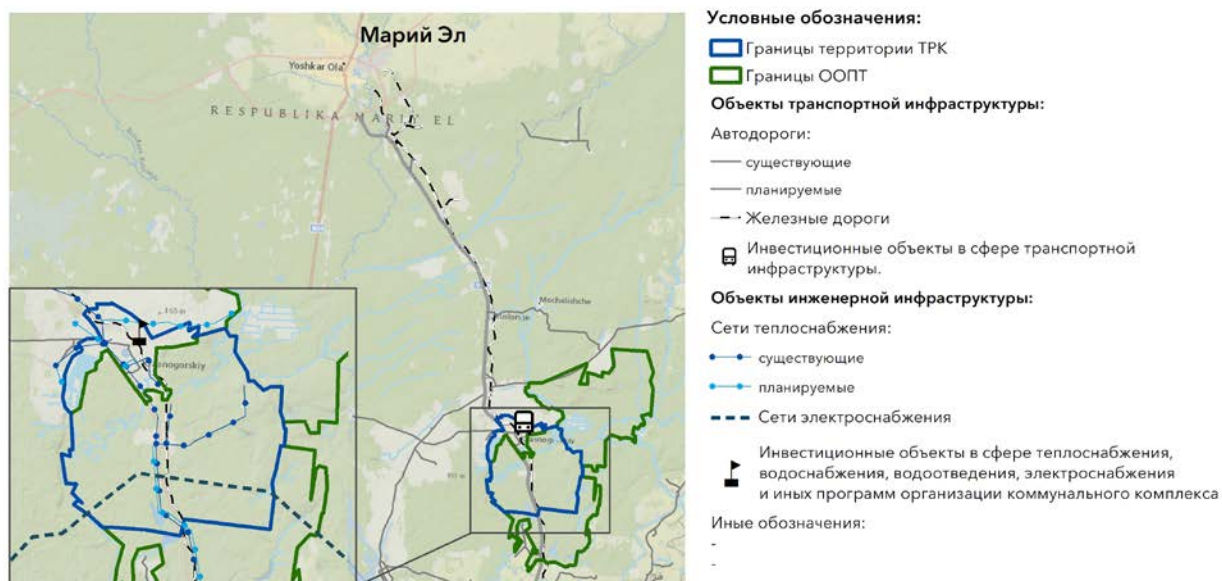 Марий Эл
Yoshkar Ola
RESPUBLIKA MARIY EL
Mochalishche
Условные обозначения:
Границы территории ТРК
Границы ООПТ
Объекты транспортной инфраструктуры:
Автодороги:
существующие
планируемые
Железные дороги
Инвестиционные объекты в сфере транспортной
инфраструктуры.
Объекты инженерной инфраструктуры:
Сети теплоснабжения:
существующие
планируемые
Сети электроснабжения
Инвестиционные объекты в сфере теплоснабжения,
водоснабжения, водоотведения, электроснабжения
и иных программ организации коммунального комплекса
Иные обозначения:
-
-